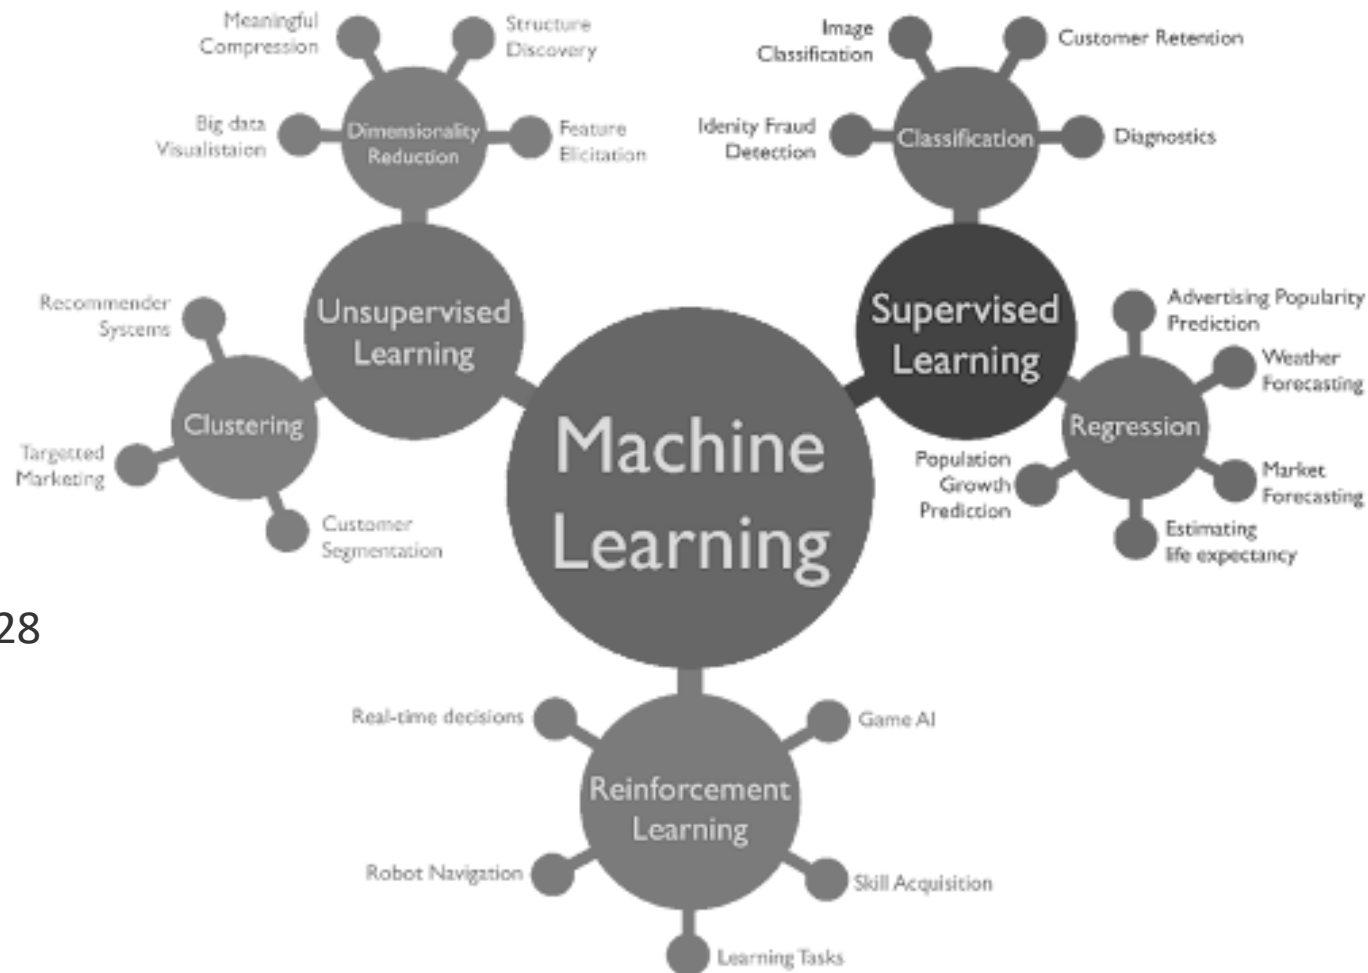 Meaningful
Compression
Structure
Discovery
Big data
Visualistaion
Dimensionality
Reduction
Feature
Elicitation
Image
Classification
Customer Retention
Idenity Fraud
Detection
Classification
Diagnostics
Recommender
Systems
Unsupervised
Learning
Clustering
Targetted
Marketing
Customer
Segmentation
Machine
Learning
Supervised
Learning
Advertising Popularity
Prediction
Weather
Forecasting
Regression
Population
Growth
Prediction
Market
Forecasting
Estimating
life expectancy
28
Real-time decisions
Game AI
Reinforcement
Learning
Robot Navigation
Skill Acquisition
Learning Tasks